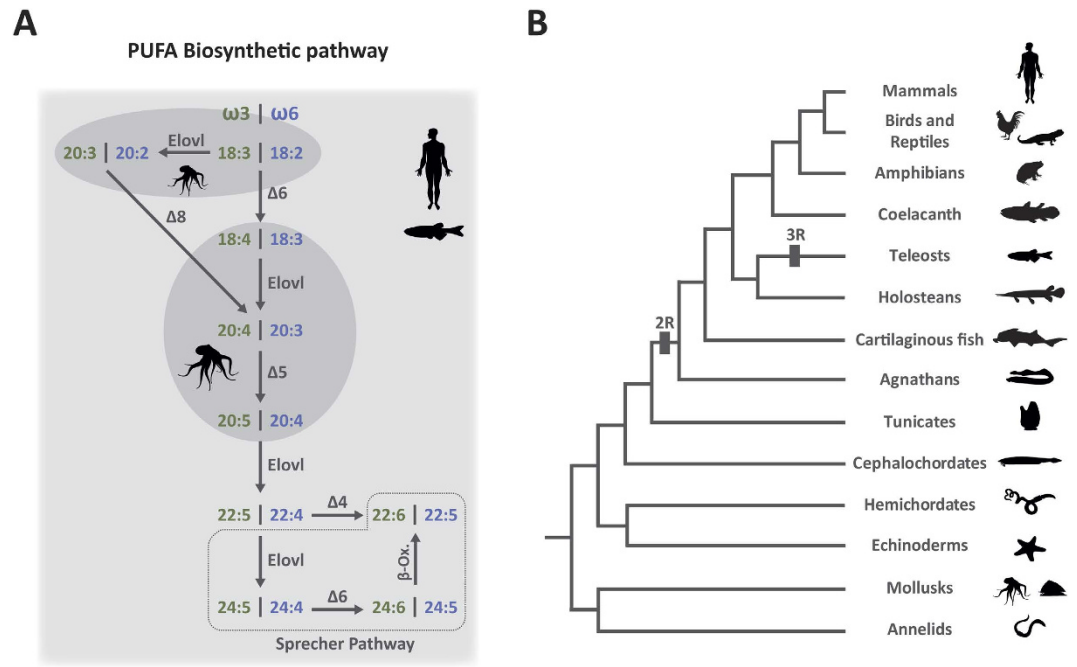 A
PUFA Biosynthetic pathway
ω3 | ω6
20:3 | 20:2
Elovl
18:3 | 18:2
Δ8
Δ6
18:4 | 18:3
Elovl
20:4 | 20:3
Δ5
20:5 | 20:4
Elovl
22:5 | 22:4
Δ4
22:6 | 22:5
Elovl
β-Ox.
24:5 | 24:4
Δ6
24:6 | 24:5
Sprecher Pathway
B
Mammals
Birds and
Reptiles
Amphibians
Coelacanth
3R
Teleosts
Holosteans
2R
Cartilaginous fish
Agnathans
Tunicates
Cephalochordates
Hemichordates
Echinoderms
Mollusks
Annelids